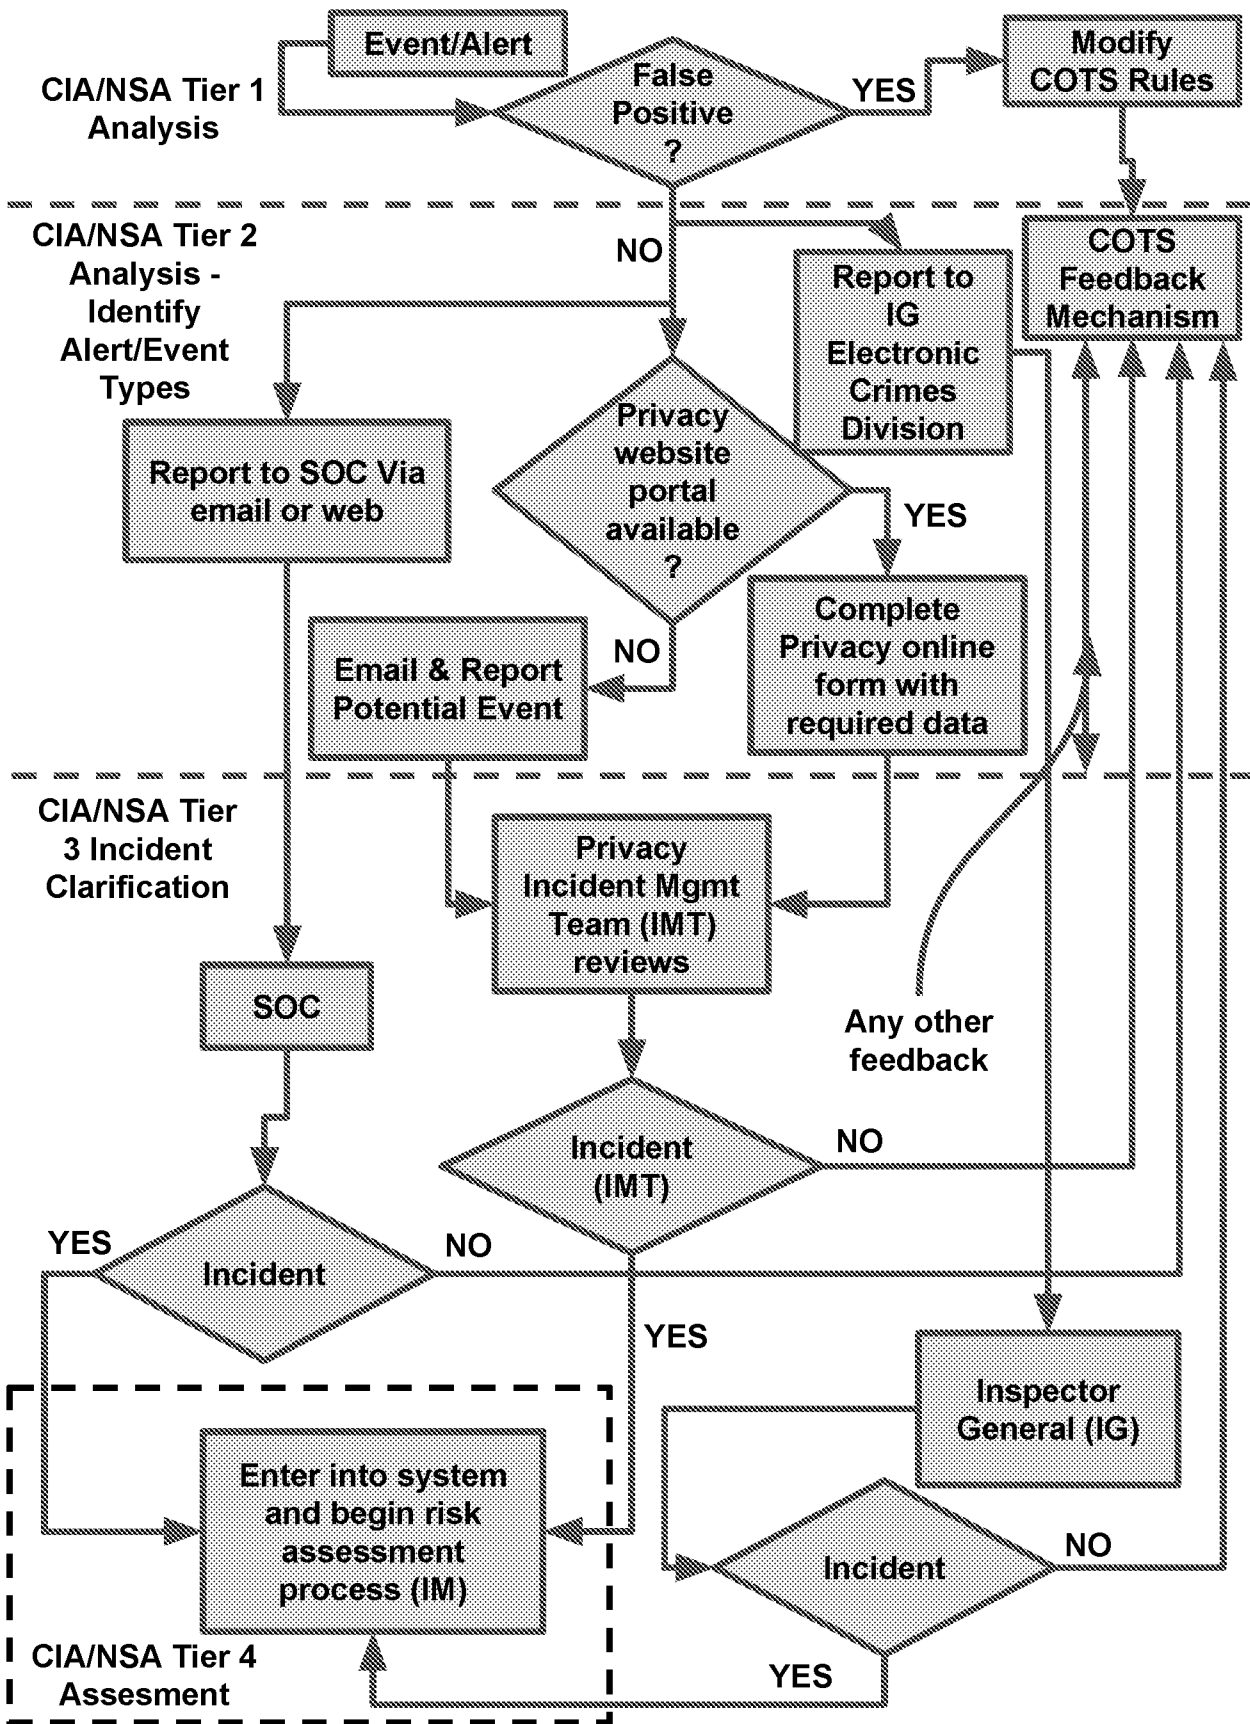 Event/Alert
CIA/NSA Tier 1
Analysis
False
Positive
?
YES
Modify
COTS Rules
CIA/NSA Tier 2
Analysis -
Identify
Alert/Event
Types
NO
Report to
IG
Electronic
Crimes
Division
COTS
Feedback
Mechanism
Report to SOC Via
email or web
Privacy
website
portal
available
?
YES
NO
Email & Report
Potential Event
Complete
Privacy online
form with
required data
CIA/NSA Tier
3 Incident
Clarification
Privacy
Incident Mgmt
Team (IMT)
reviews
SOC
Any other
feedback
Incident
(IMT)
NO
YES
Incident
NO
YES
Inspector
General (IG)
Enter into system
and begin risk
assessment
process (IM)
Incident
NO
CIA/NSA Tier 4
Assesment
YES